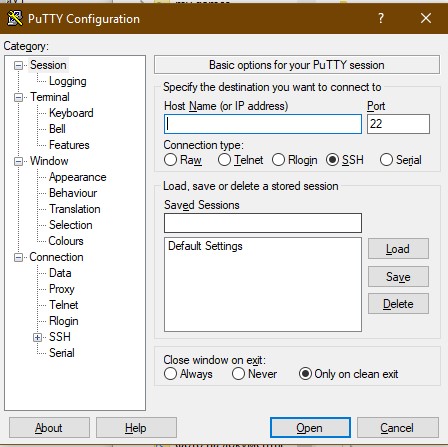 PuTTY Configuration ? ×
Category:
Session
Logging
Terminal
Keyboard
Bell
Features
Window
Appearance
Behaviour
Translation
Selection
Colours
Connection
Data
Proxy
Telnet
Rlogin
SSH
Serial
Basic options for your PuTTY session
Specify the destination you want to connect to
Host Name (or IP address) Port
22
Connection type:
Raw Telnet Rlogin SSH Serial
Load, save or delete a stored session
Saved Sessions
Default Settings
Load
Save
Delete
Close window on exit:
Always Never Only on clean exit
About Help Open Cancel